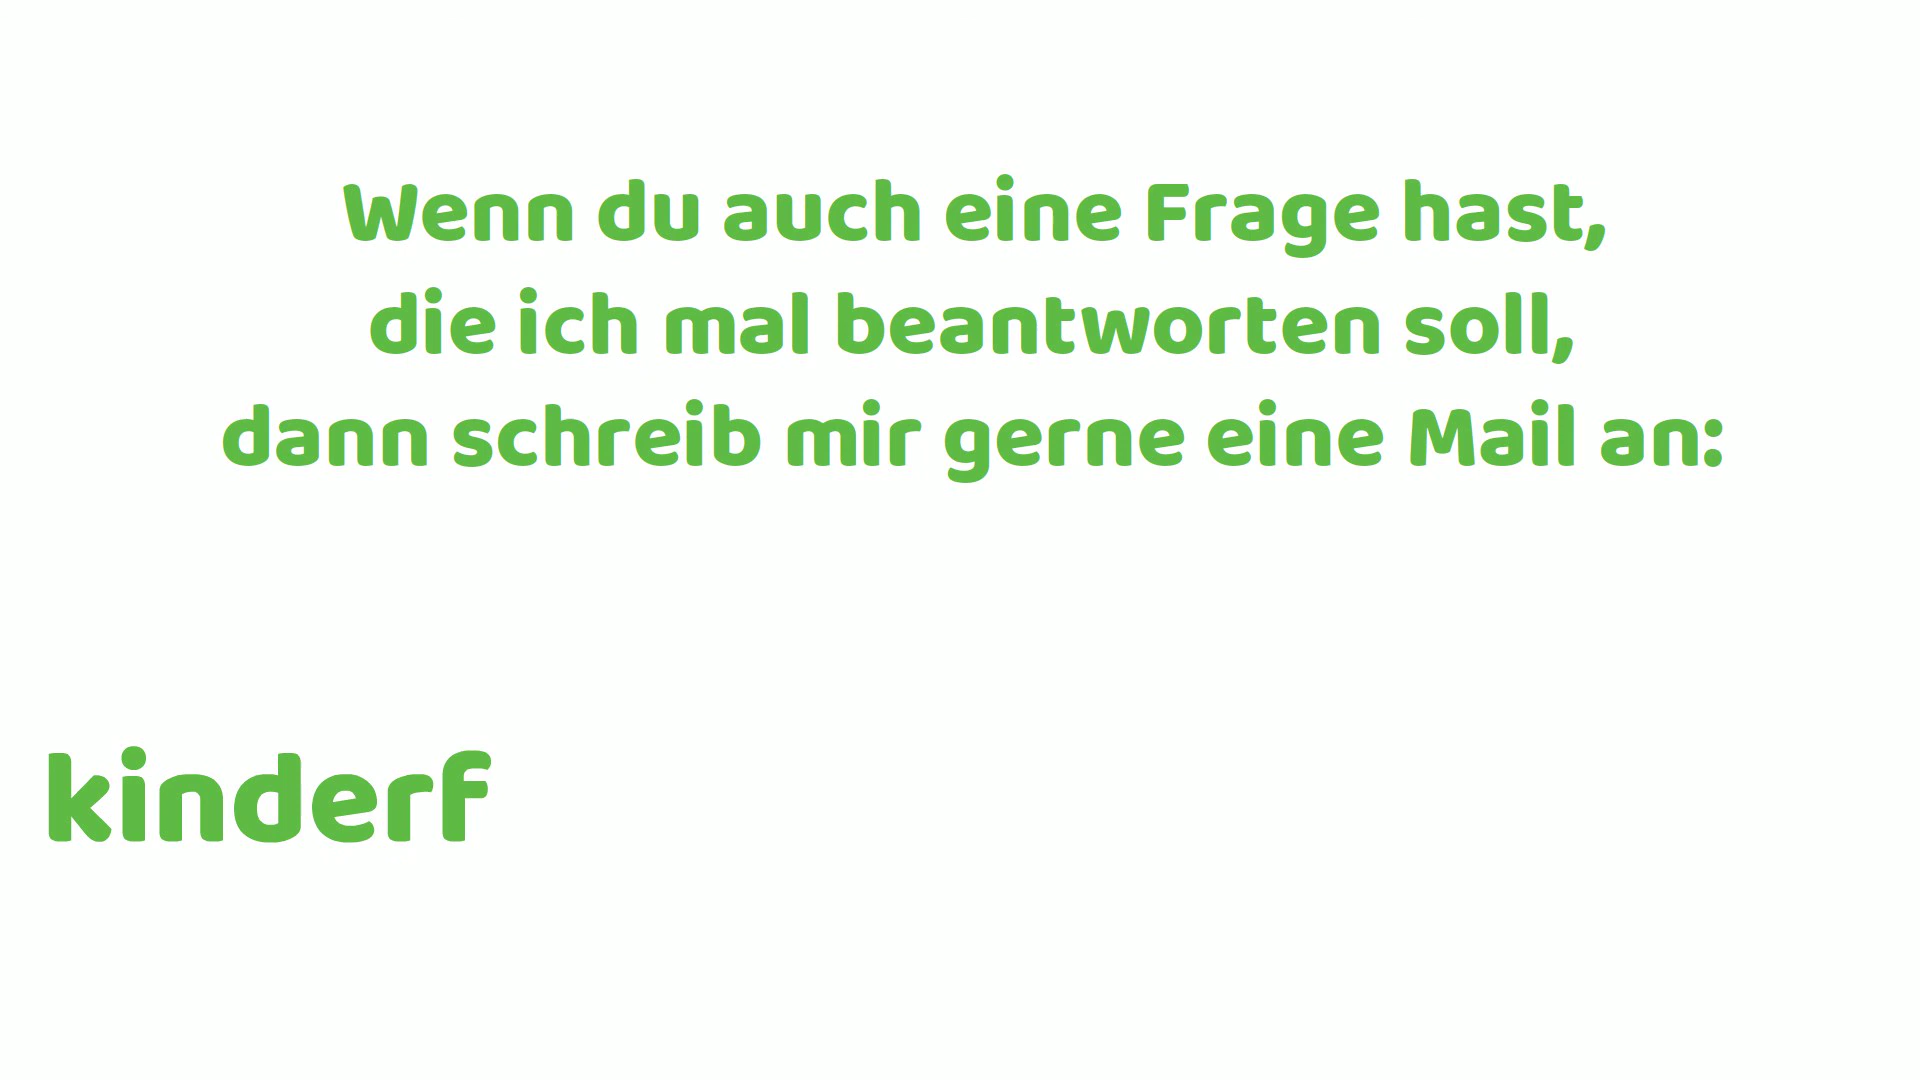 Wenn du auch eine Frage hast,
die ich mal beantworten soll,
dann schreib mir gerne eine Mail an:
kinderf